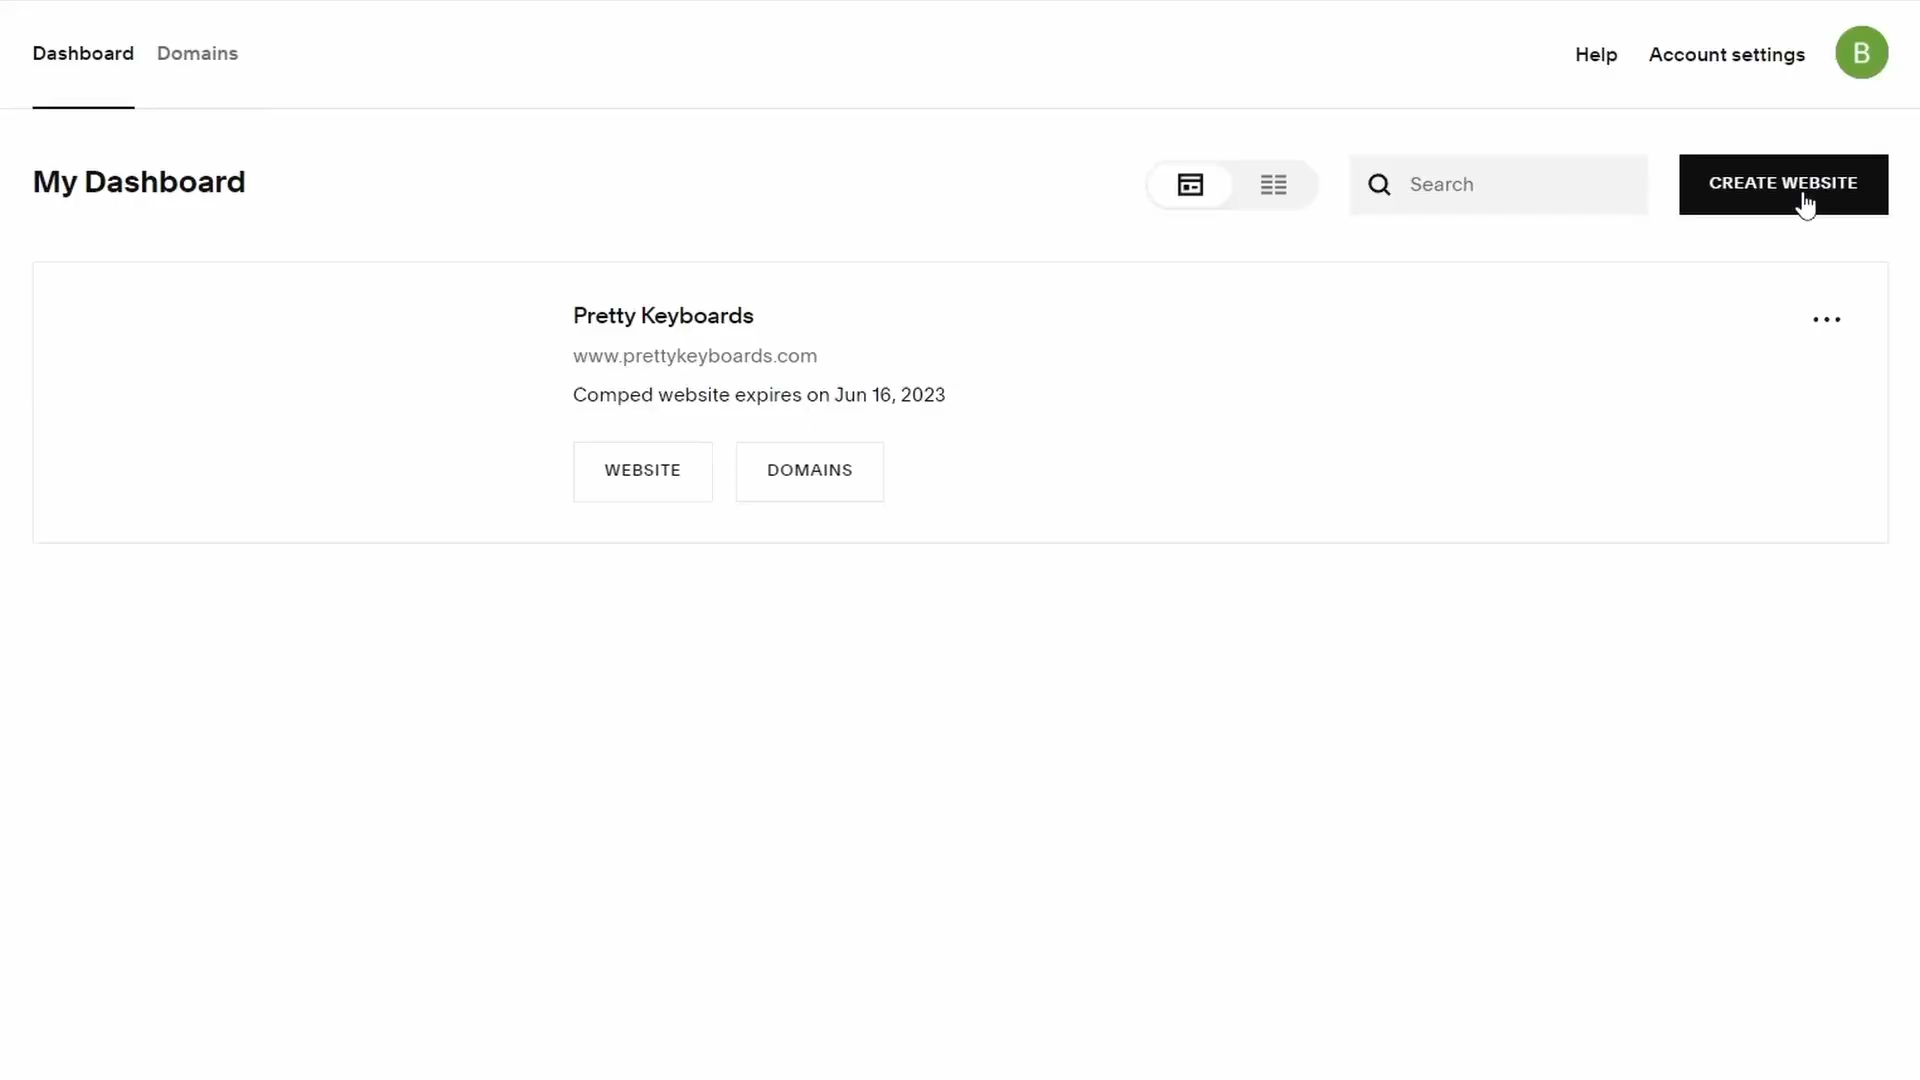 Dashboard Domains Help Account settings B
My Dashboard Search CREATE WEBSITE
Pretty Keyboards
www.prettykeyboards.com
Comped website expires on Jun 16, 2023
WEBSITE DOMAINS